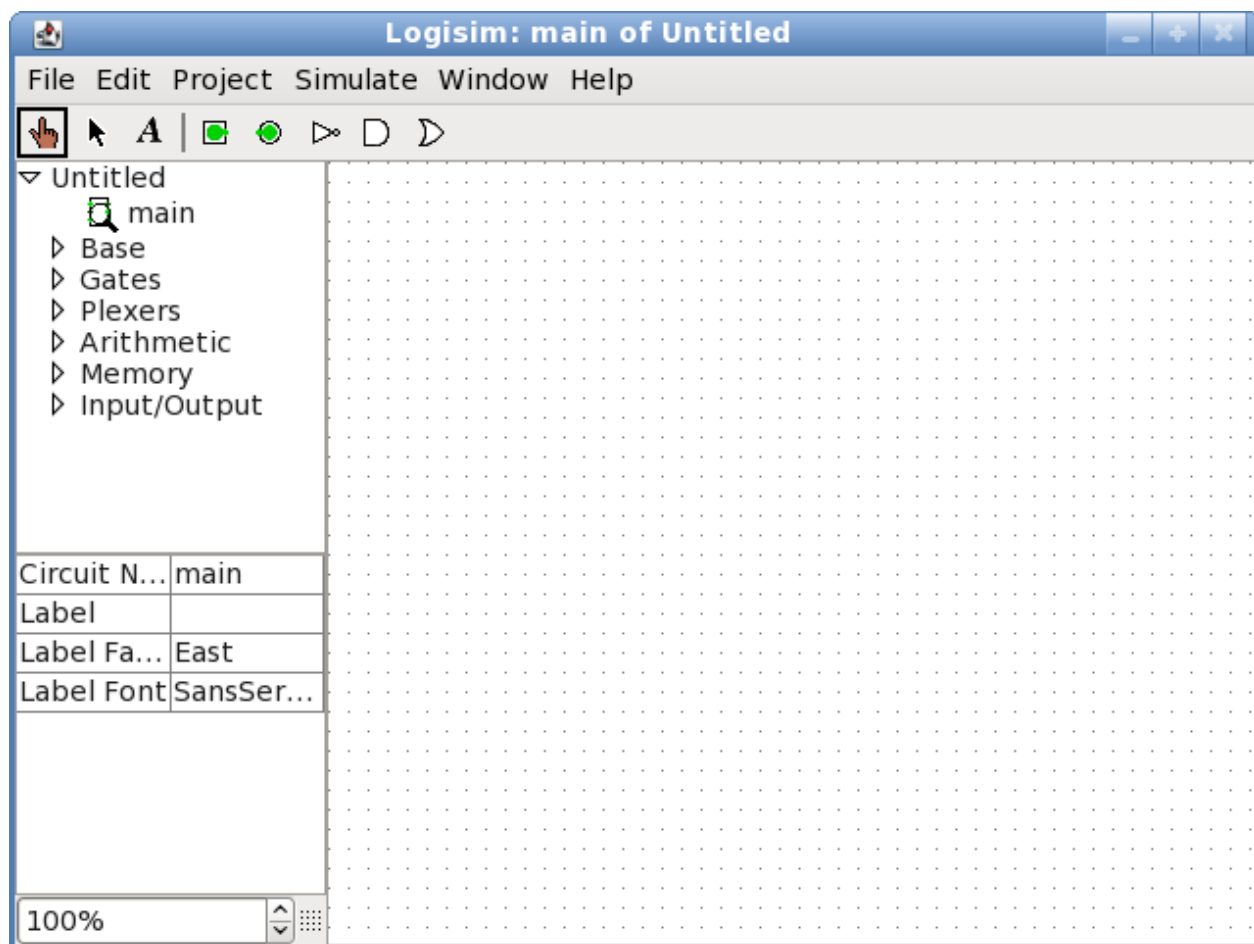 Logisim: main of Untitled
File Edit Project Simulate Window Help
A
Untitled
main
Base
Gates
Plexers
Arithmetic
Memory
Input/Output
Circuit N... main
Label
Label Fa... East
Label Font SansSer...
100%